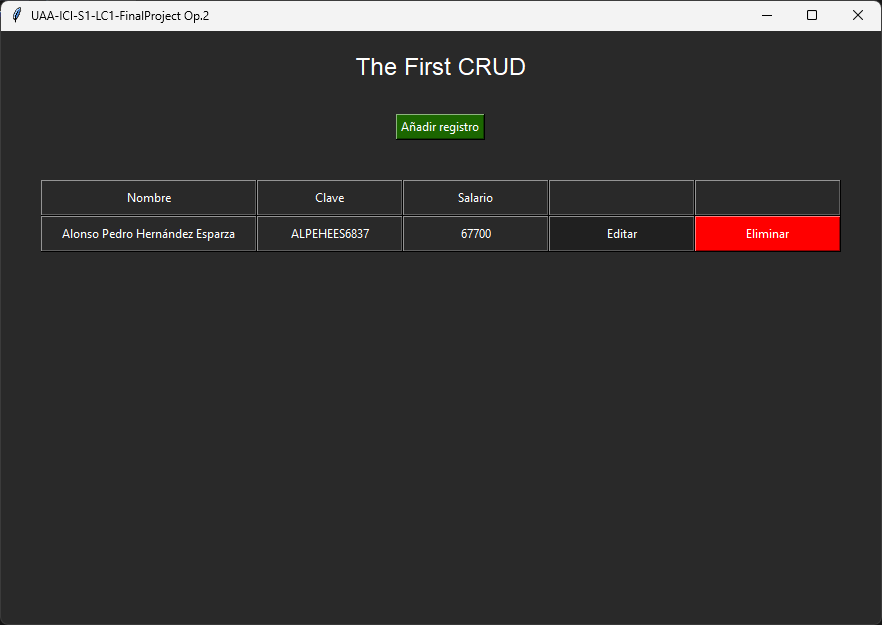 UAA-ICI-S1-LC1-FinalProject Op.2
The First CRUD
Añadir registro
Nombre Clave Salario
Alonso Pedro Hernández Esparza ALPEHEES6837 67700 Editar Eliminar